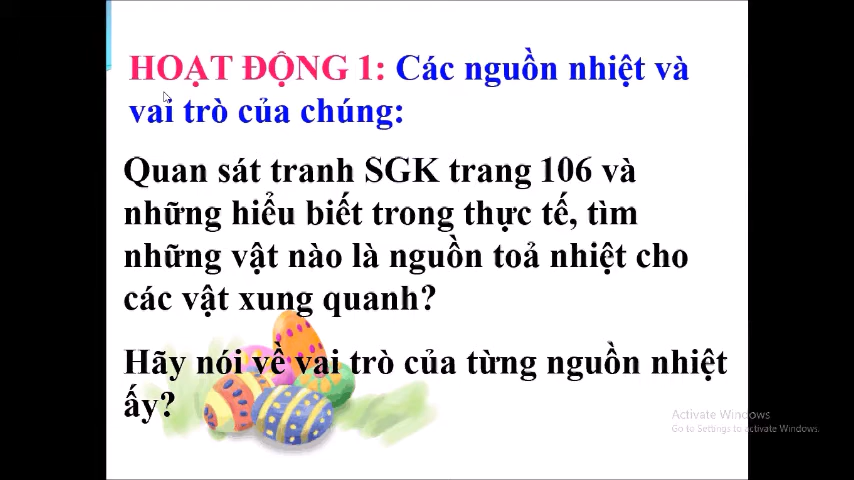 HOẠT ĐỘNG 1: Các nguồn nhiệt và
vai trò của chúng:
Quan sát tranh SGK trang 106 và
những hiểu biết trong thực tế, tìm
những vật nào là nguồn toả nhiệt cho
các vật xung quanh?
Hãy nói về vai trò của từng nguồn nhiệt
ấy?
Activate Windows
Go to Settings to activate Windows.